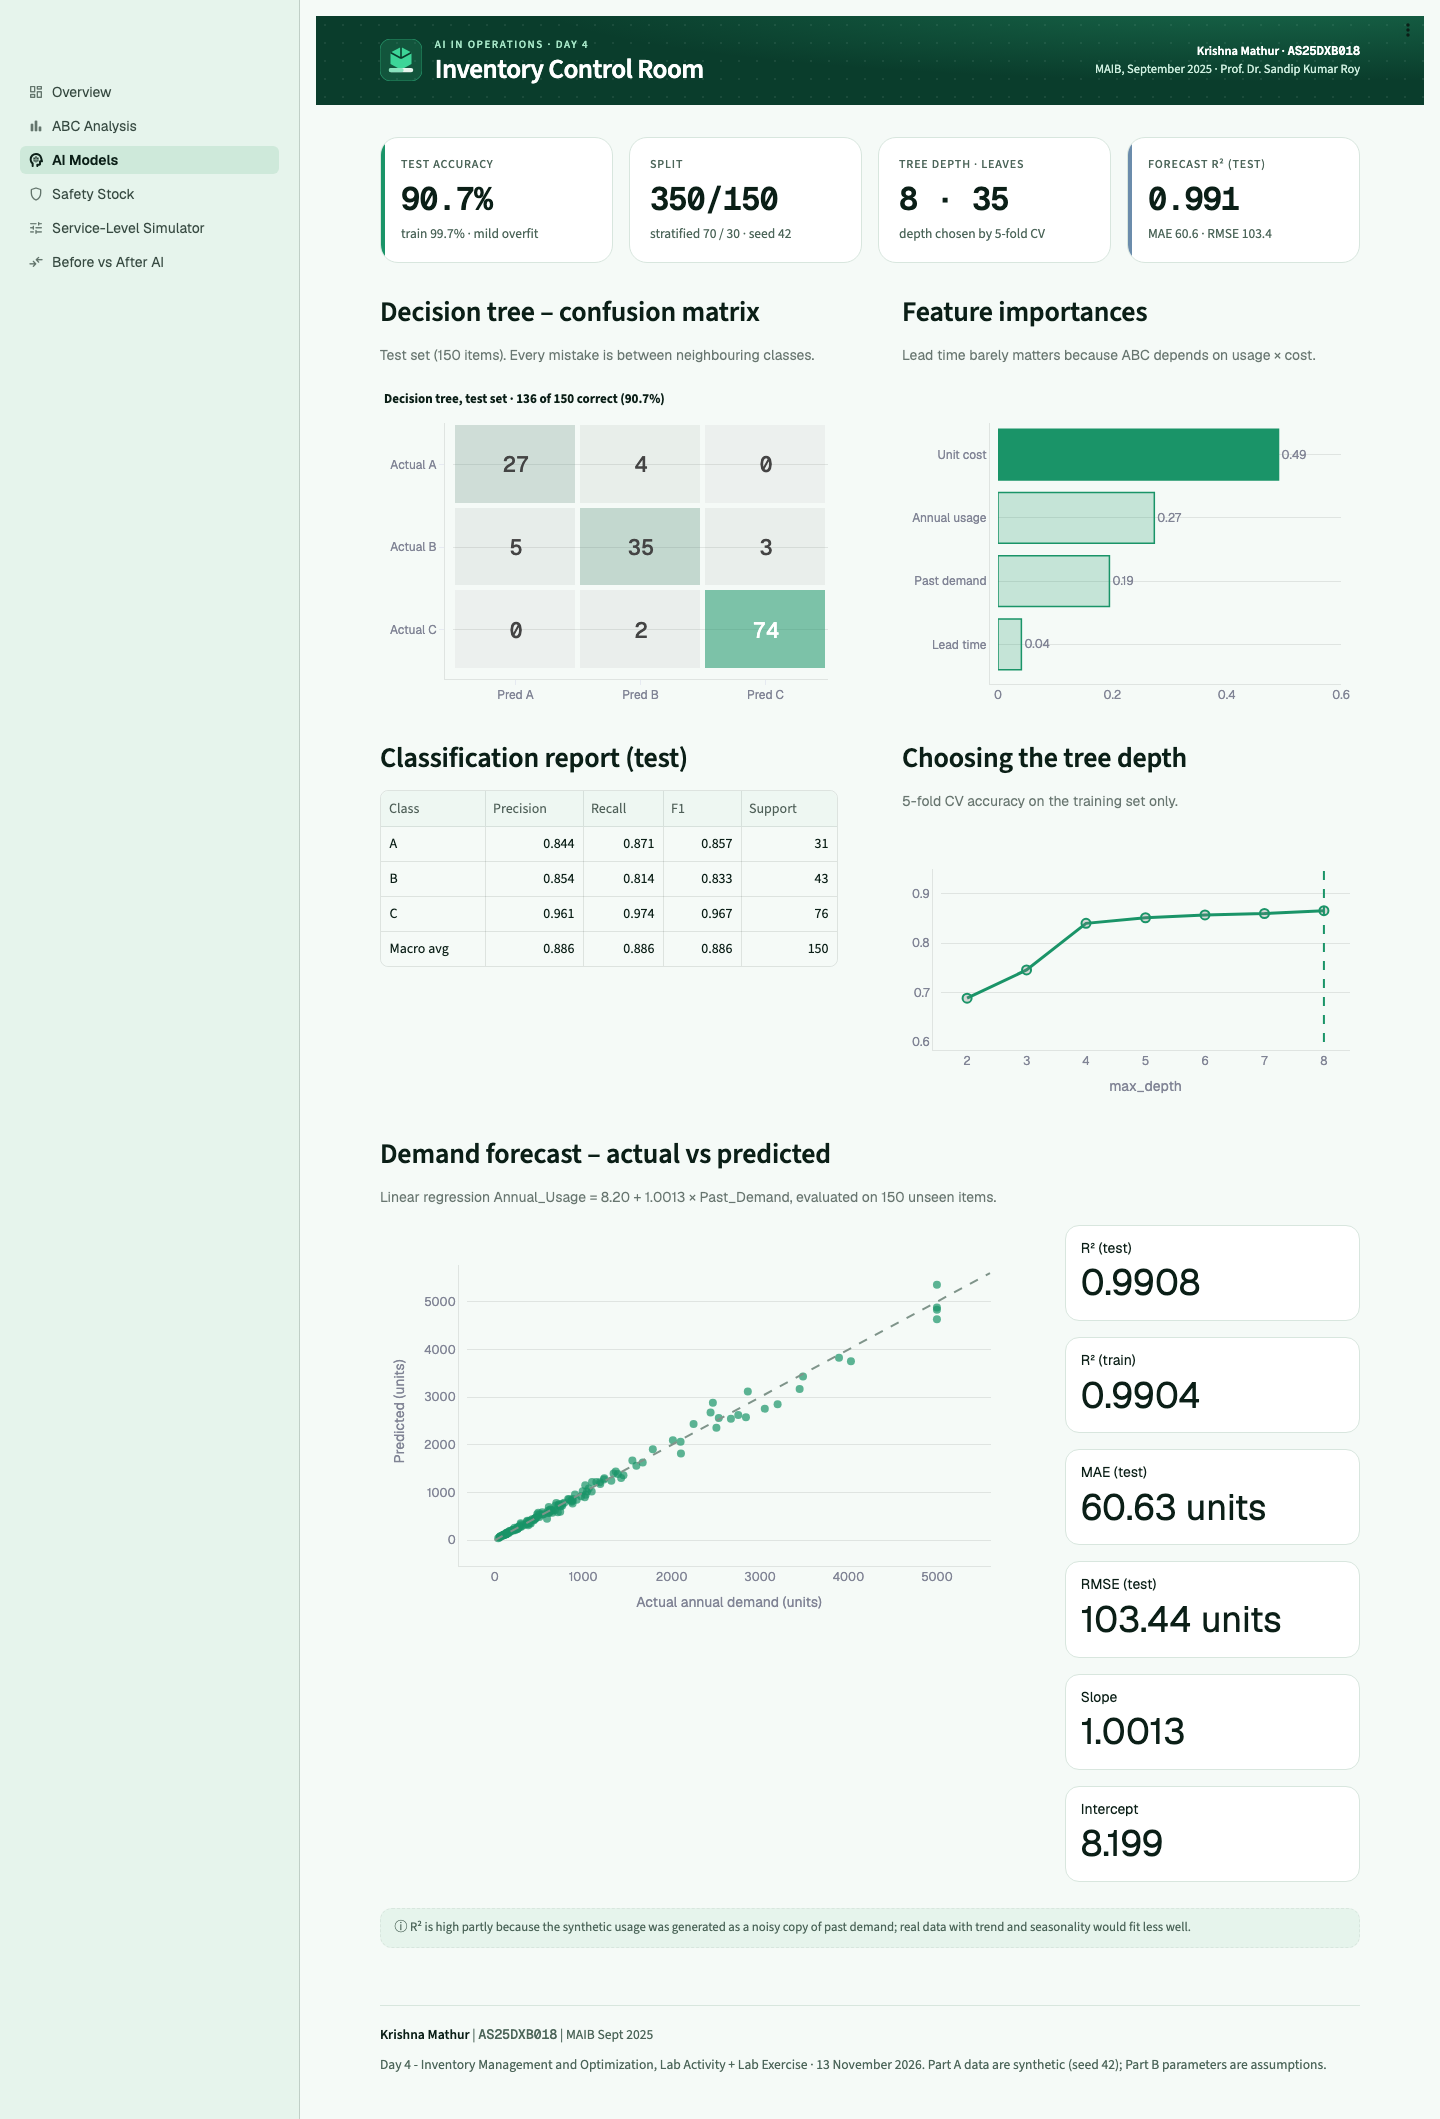 Overview
ABC Analysis
AI Models
Safety Stock
Service-Level Simulator
Before vs After AI
AI IN OPERATIONS · DAY 4
Inventory Control Room
Krishna Mathur · AS25DXB018
MAIB, September 2025 · Prof. Dr. Sandip Kumar Roy
TEST ACCURACY
90.7%
train 99.7% · mild overfit
SPLIT
350/150
stratified 70 / 30 · seed 42
TREE DEPTH · LEAVES
8 · 35
depth chosen by 5-fold CV
FORECAST R² (TEST)
0.991
MAE 60.6 · RMSE 103.4
Decision tree – confusion matrix
Test set (150 items). Every mistake is between neighbouring classes.
Decision tree, test set · 136 of 150 correct (90.7%)
Actual A 27 4 0
Actual B 5 35 3
Actual C 0 2 74
Pred A Pred B Pred C
Feature importances
Lead time barely matters because ABC depends on usage × cost.
Unit cost 0.49
Annual usage 0.27
Past demand 0.19
Lead time 0.04
0 0.2 0.4 0.6
Classification report (test)
Class Precision Recall F1 Support
A 0.844 0.871 0.857 31
B 0.854 0.814 0.833 43
C 0.961 0.974 0.967 76
Macro avg 0.886 0.886 0.886 150
Choosing the tree depth
5-fold CV accuracy on the training set only.
0.9
0.8
0.7
0.6
2 3 4 5 6 7 8
max_depth
Demand forecast – actual vs predicted
Linear regression Annual_Usage = 8.20 + 1.0013 × Past_Demand, evaluated on 150 unseen items.
Predicted (units)
5000
4000
3000
2000
1000
0
0 1000 2000 3000 4000 5000
Actual annual demand (units)
R² (test)
0.9908
R² (train)
0.9904
MAE (test)
60.63 units
RMSE (test)
103.44 units
Slope
1.0013
Intercept
8.199
ⓘ R² is high partly because the synthetic usage was generated as a noisy copy of past demand; real data with trend and seasonality would fit less well.
Krishna Mathur | AS25DXB018 | MAIB Sept 2025
Day 4 - Inventory Management and Optimization, Lab Activity + Lab Exercise · 13 November 2026. Part A data are synthetic (seed 42); Part B parameters are assumptions.